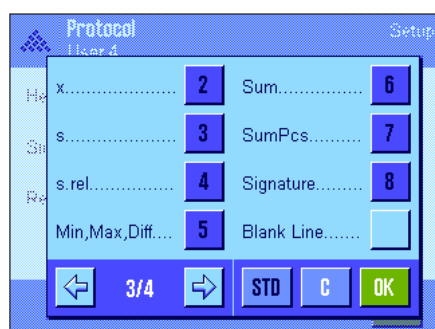 Protocol
Setup
User 4
x................... 2
Sum.............. 6
s................... 3
SumPcs......... 7
s.rel............... 4
Signature......... 8
Min,Max,Diff.... 5
Blank Line.......
3/4
STD
C
OK